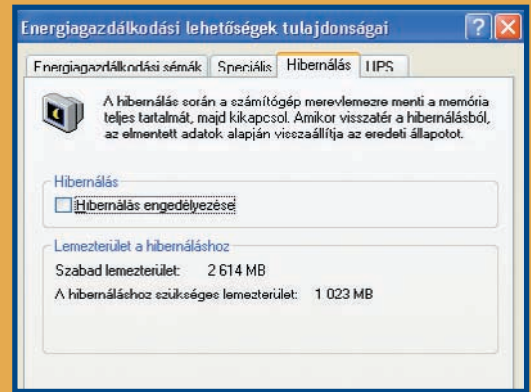 Energiagazdálkodási lehetőségek tulajdonságai
Energiagazdálkodási sémák Speciális Hibernálás UPS
A hibernálás során a számítógép merevlemezre menti a memória
teljes tartalmát, majd kikapcsol. Amikor visszatér a hibernálásból,
az elmentett adatok alapján visszaállítja az eredeti állapotot.
Hibernálás
Hibernálás engedélyezése
Lemezterület a hibernáláshoz
Szabad lemezterület: 2 614 MB
A hibernáláshoz szükséges lemezterület: 1 023 MB